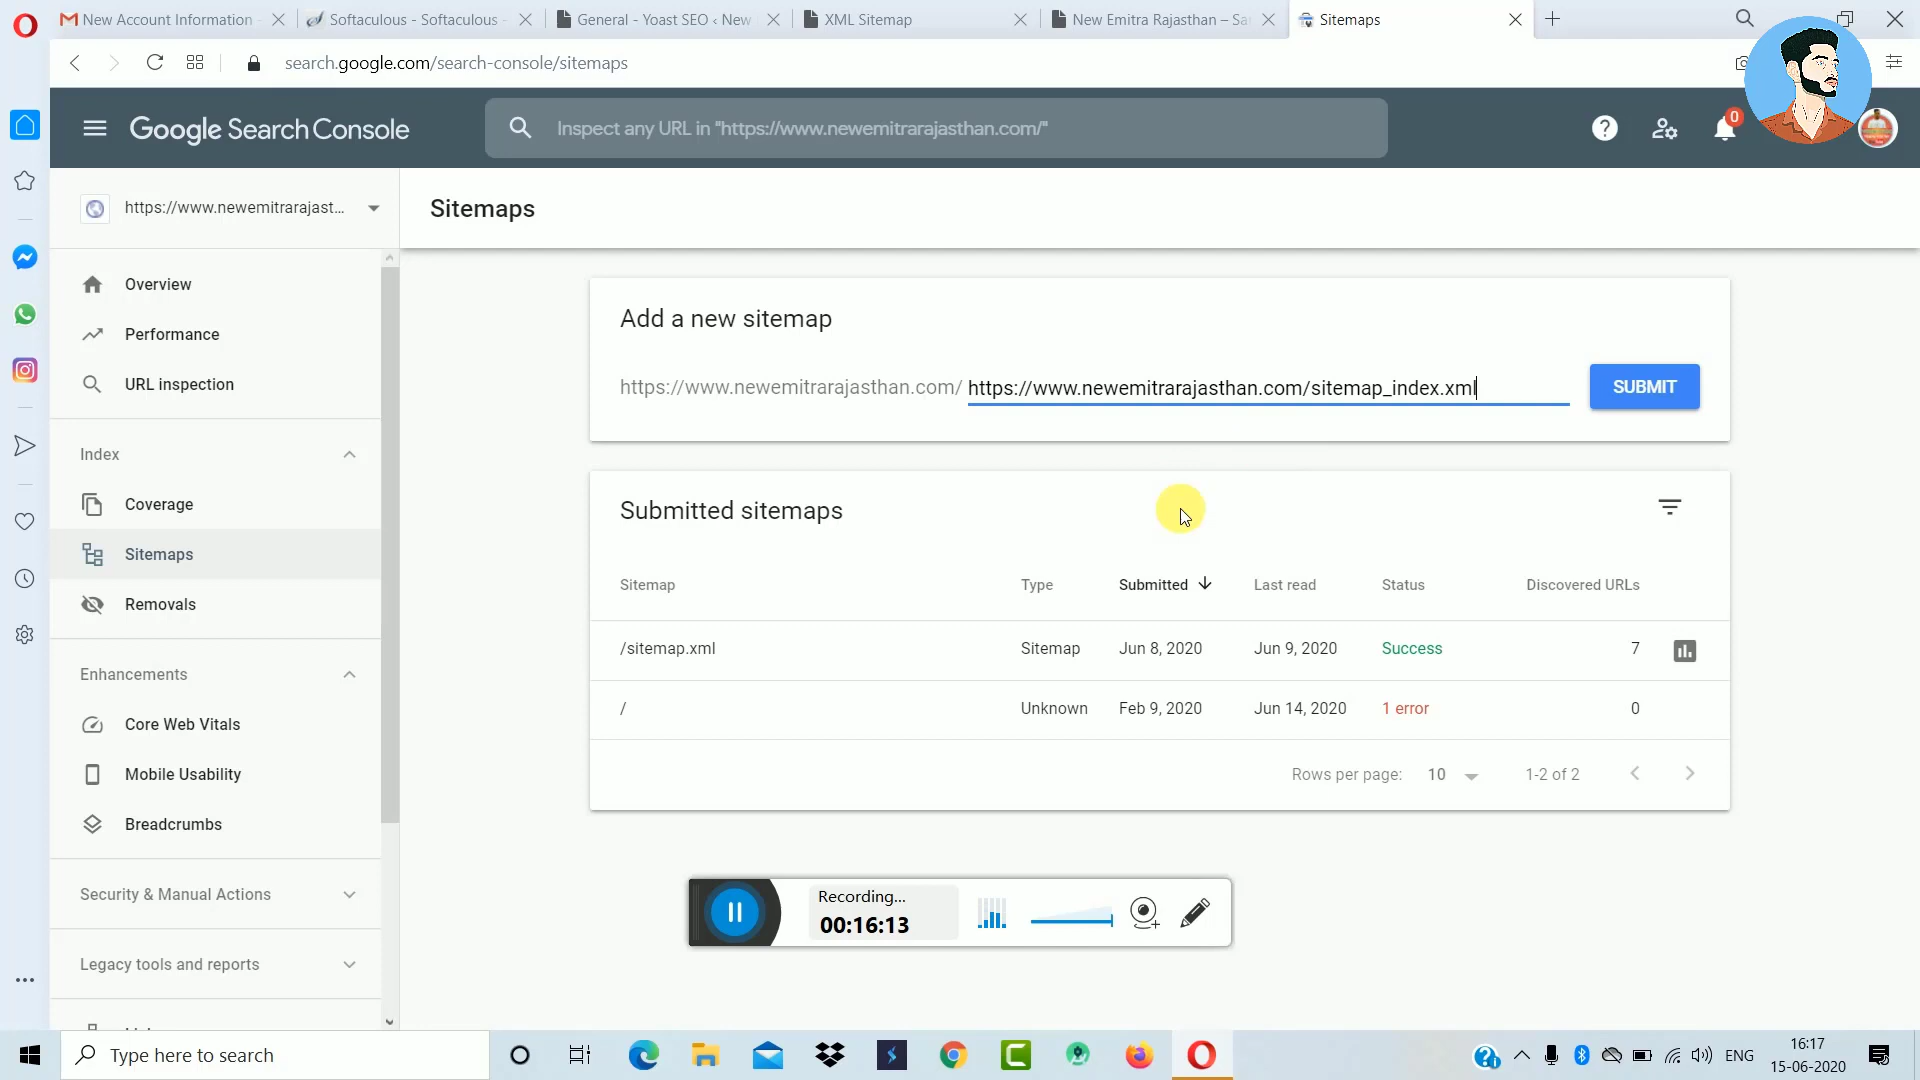 New Account Information
Softaculous - Softaculous -
General - Yoast SEO ‹ New
XML Sitemap
New Emitra Rajasthan – Sa
Sitemaps
search.google.com/search-console/sitemaps
Google Search Console
Inspect any URL in "https://www.newemitrarajasthan.com/"
0
https://www.newemitrarajast...
Sitemaps
Overview
Performance
URL inspection
Index
Coverage
Sitemaps
Removals
Enhancements
Core Web Vitals
Mobile Usability
Breadcrumbs
Security & Manual Actions
Legacy tools and reports
Add a new sitemap
https://www.newemitrarajasthan.com/ https://www.newemitrarajasthan.com/sitemap_index.xml
SUBMIT
Submitted sitemaps
Sitemap Type Submitted Last read Status Discovered URLs
/sitemap.xml Sitemap Jun 8, 2020 Jun 9, 2020 Success 7
/ Unknown Feb 9, 2020 Jun 14, 2020 1 error 0
Rows per page: 10 1-2 of 2
Recording...
00:16:13
Type here to search
ENG
16:17
15-06-2020